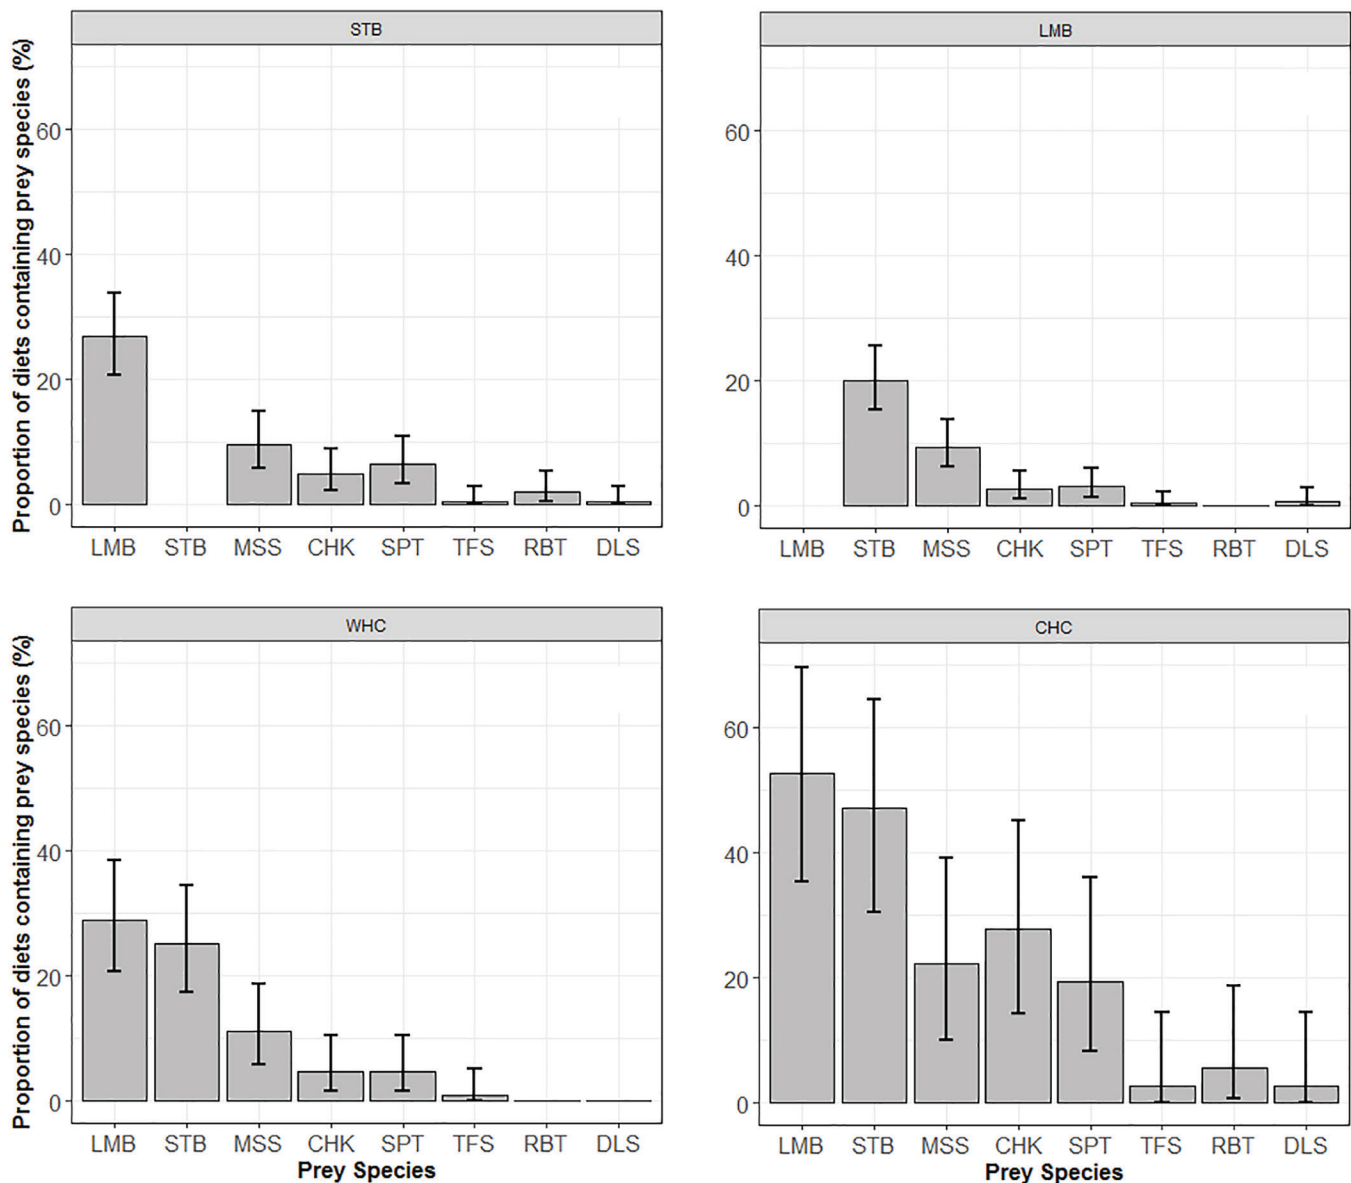 STB
Proportion of diets containing prey species (%)
60
40
20
0
LMB STB MSS CHK SPT TFS RBT DLS
LMB
60
40
20
0
LMB STB MSS CHK SPT TFS RBT DLS
WHC
Proportion of diets containing prey species (%)
60
40
20
0
LMB STB MSS CHK SPT TFS RBT DLS
Prey Species
CHC
60
40
20
0
LMB STB MSS CHK SPT TFS RBT DLS
Prey Species